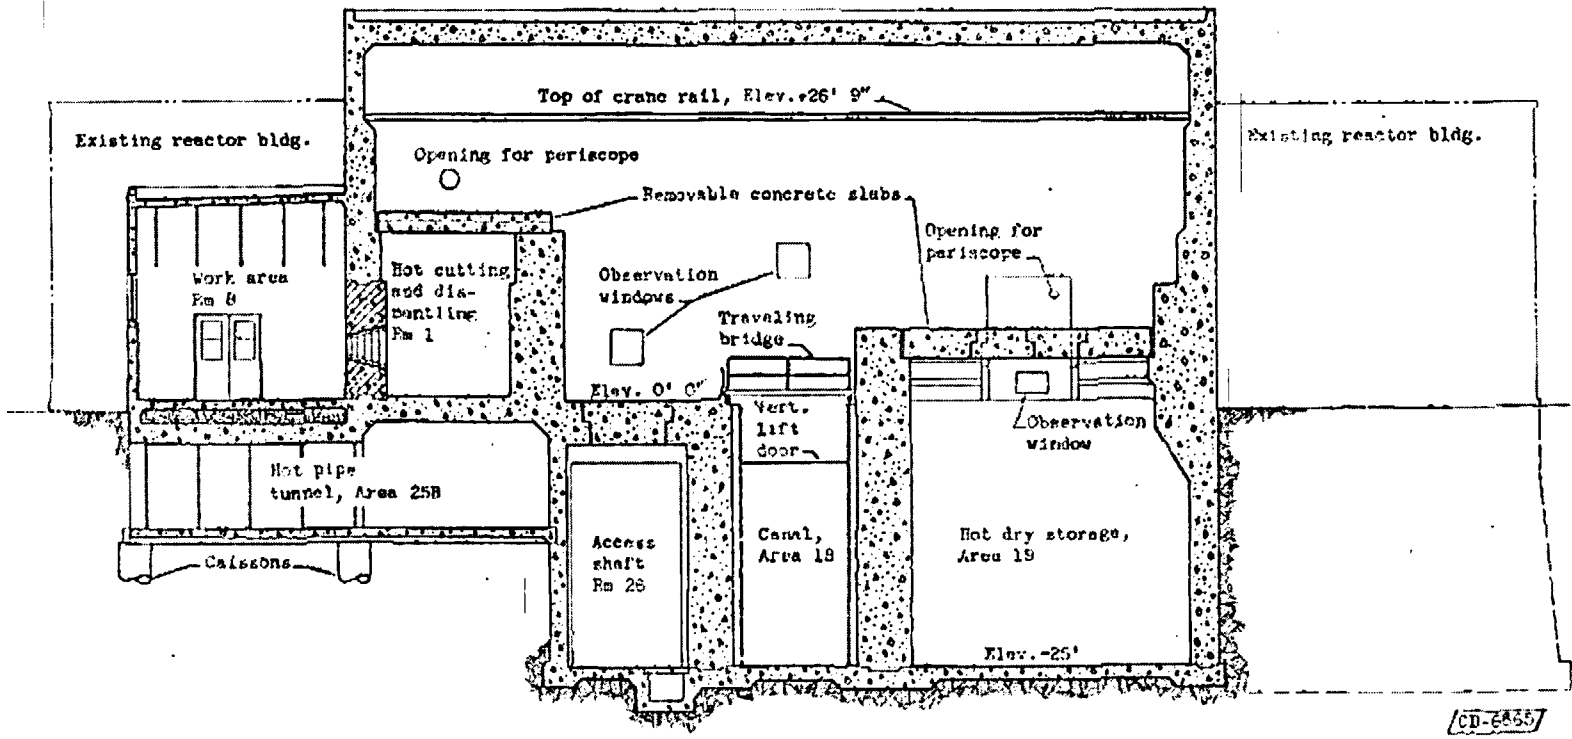 Top of crane rail, Elev.+26' 9"
Existing reactor bldg.
Existing reactor bldg.
Opening for periscope
Removable concrete slabs
Opening for
periscope
Work area
Rm 8
Hot cutting
and dis-
mantling
Rm 1
Observation
windows
Traveling
bridge
Elev. 0' 0"
Vert.
lift
door
Observation
window
Hot pipe
tunnel, Area 25B
Caissons
Access
shaft
Rm 26
Canal,
Area 18
Hot dry storage,
Area 19
Elev.-25'
CD-6865